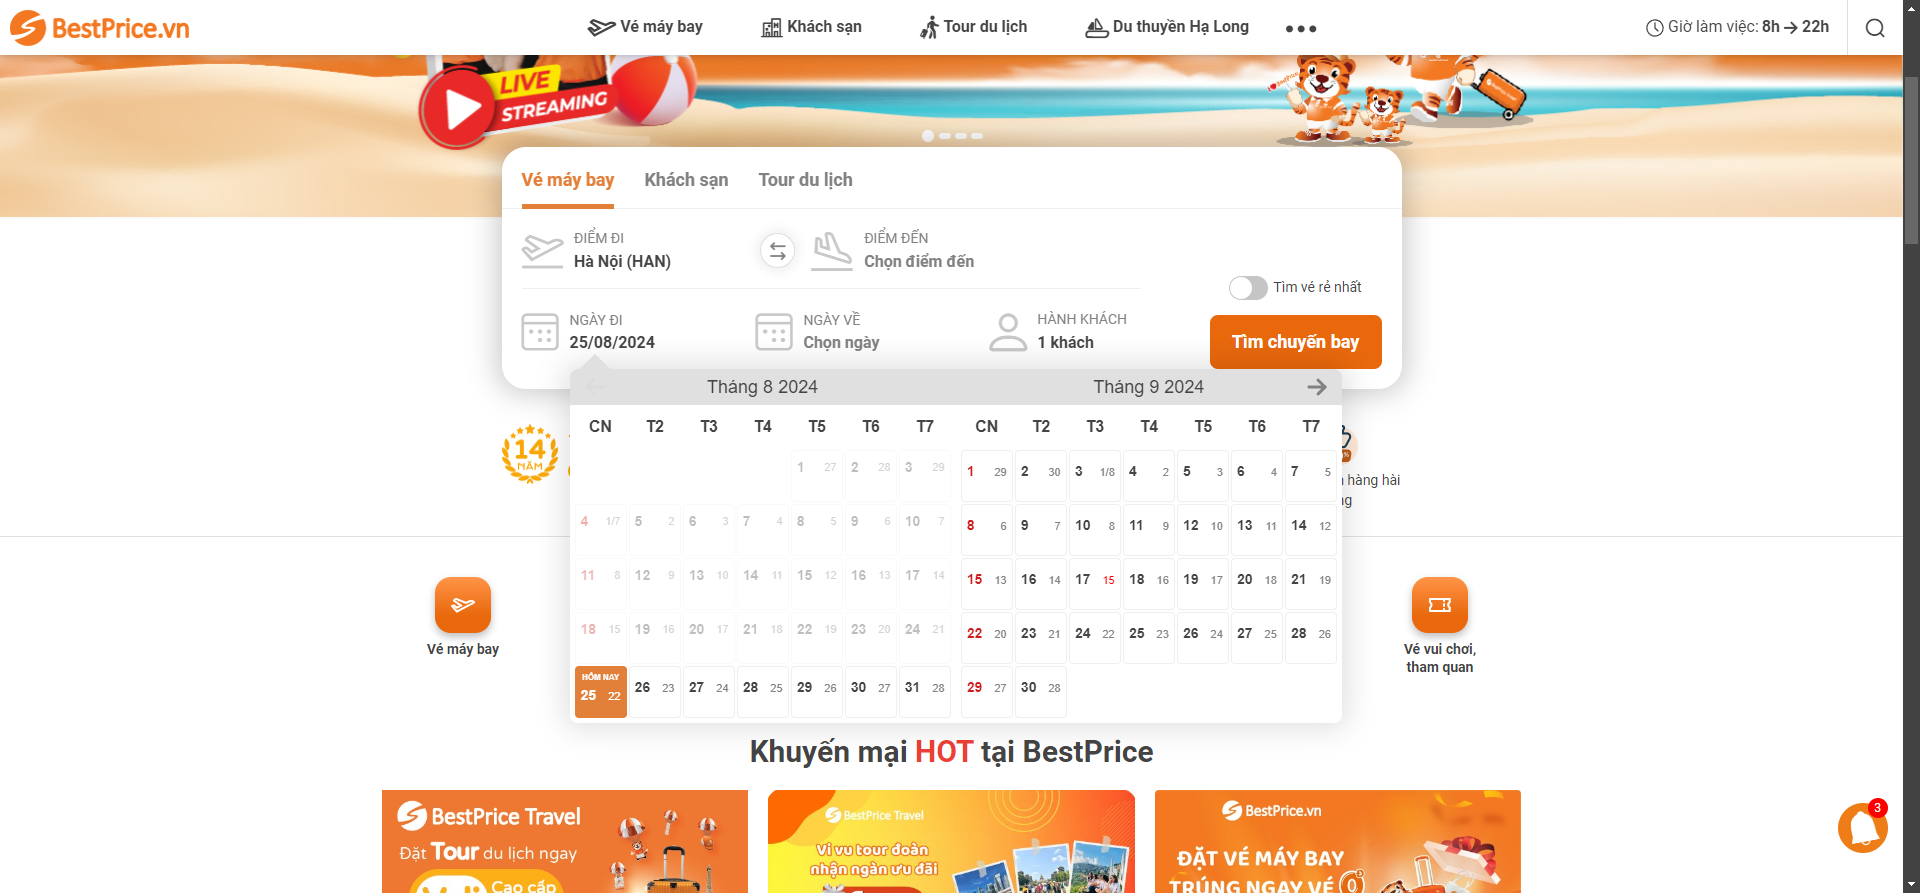 BestPrice.vn
Vé máy bay
Khách sạn
Tour du lịch
Du thuyền Hạ Long
Giờ làm việc: 8h → 22h
LIVE
STREAMING
Vé máy bay
Khách sạn
Tour du lịch
ĐIỂM ĐI
Hà Nội (HAN)
ĐIỂM ĐẾN
Chọn điểm đến
Tìm vé rẻ nhất
NGÀY ĐI
25/08/2024
NGÀY VỀ
Chọn ngày
HÀNH KHÁCH
1 khách
Tìm chuyến bay
Tháng 8 2024
Tháng 9 2024
CN T2 T3 T4 T5 T6 T7 CN T2 T3 T4 T5 T6 T7
1 27 2 28 3 29 1 29 2 30 3 1/8 4 2 5 3 6 4 7 5
4 1/7 5 2 6 3 7 4 8 5 9 6 10 7 8 6 9 7 10 8 11 9 12 10 13 11 14 12
11 8 12 9 13 10 14 11 15 12 16 13 17 14 15 13 16 14 17 15 18 16 19 17 20 18 21 19
18 15 19 16 20 17 21 18 22 19 23 20 24 21 22 20 23 21 24 22 25 23 26 24 27 25 28 26
HÔM NAY
25 22 26 23 27 24 28 25 29 26 30 27 31 28 29 27 30 28
14
NĂM
hàng hài
Vé máy bay
Vé vui chơi,
tham quan
Khuyến mại HOT tại BestPrice
BestPrice Travel
Đặt Tour du lịch ngay
Cao cấp
BestPrice Travel
Vi vu tour đoàn
nhận ngàn ưu đãi
BestPrice.vn
ĐẶT VÉ MÁY BAY
TRÚNG NGAY VÉ 0đ
3